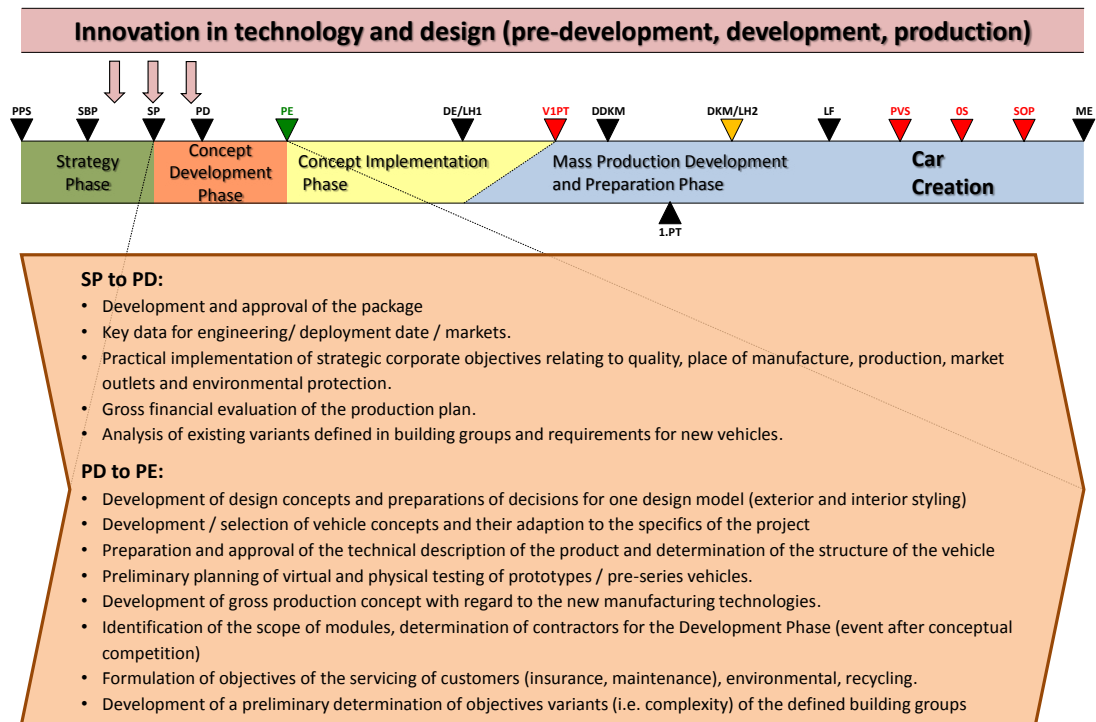 Innovation in technology and design (pre-development, development, production)
PPS SBP SP PD PE DE/LH1 V1PT DDKM DKM/LH2 LF PVS 0S SOP ME
Strategy
Phase
Concept
Development
Phase
Concept Implementation
Phase
Mass Production Development
and Preparation Phase
Car
Creation
1.PT
SP to PD:
• Development and approval of the package
• Key data for engineering/ deployment date / markets.
• Practical implementation of strategic corporate objectives relating to quality, place of manufacture, production, market
outlets and environmental protection.
• Gross financial evaluation of the production plan.
• Analysis of existing variants defined in building groups and requirements for new vehicles.
PD to PE:
• Development of design concepts and preparations of decisions for one design model (exterior and interior styling)
• Development / selection of vehicle concepts and their adaption to the specifics of the project
• Preparation and approval of the technical description of the product and determination of the structure of the vehicle
• Preliminary planning of virtual and physical testing of prototypes / pre-series vehicles.
• Development of gross production concept with regard to the new manufacturing technologies.
• Identification of the scope of modules, determination of contractors for the Development Phase (event after conceptual
competition)
• Formulation of objectives of the servicing of customers (insurance, maintenance), environmental, recycling.
• Development of a preliminary determination of objectives variants (i.e. complexity) of the defined building groups